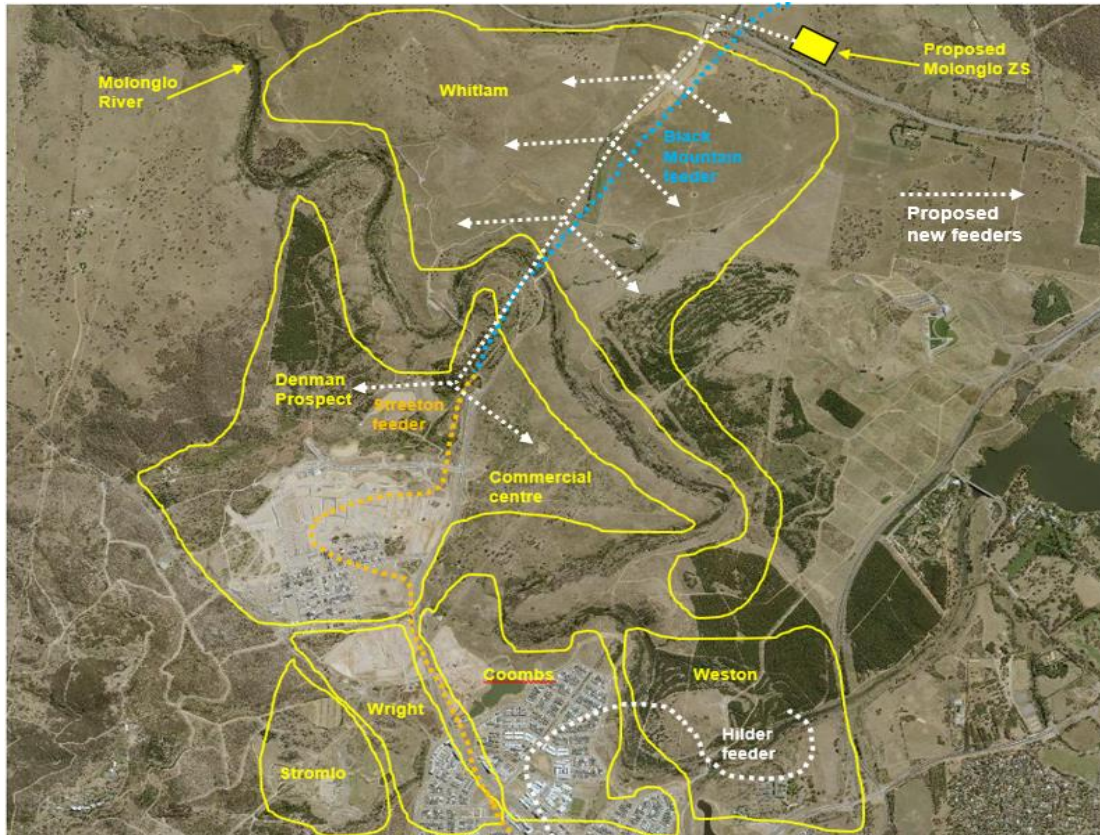 Molonglo
River
Whitlam
Proposed
Molonglo ZS
Black
Mountain
feeder
Proposed
new feeders
Denman
Prospect
Streeton
feeder
Commercial
centre
Coombs
Weston
Wright
Hilder
feeder
Stromlo